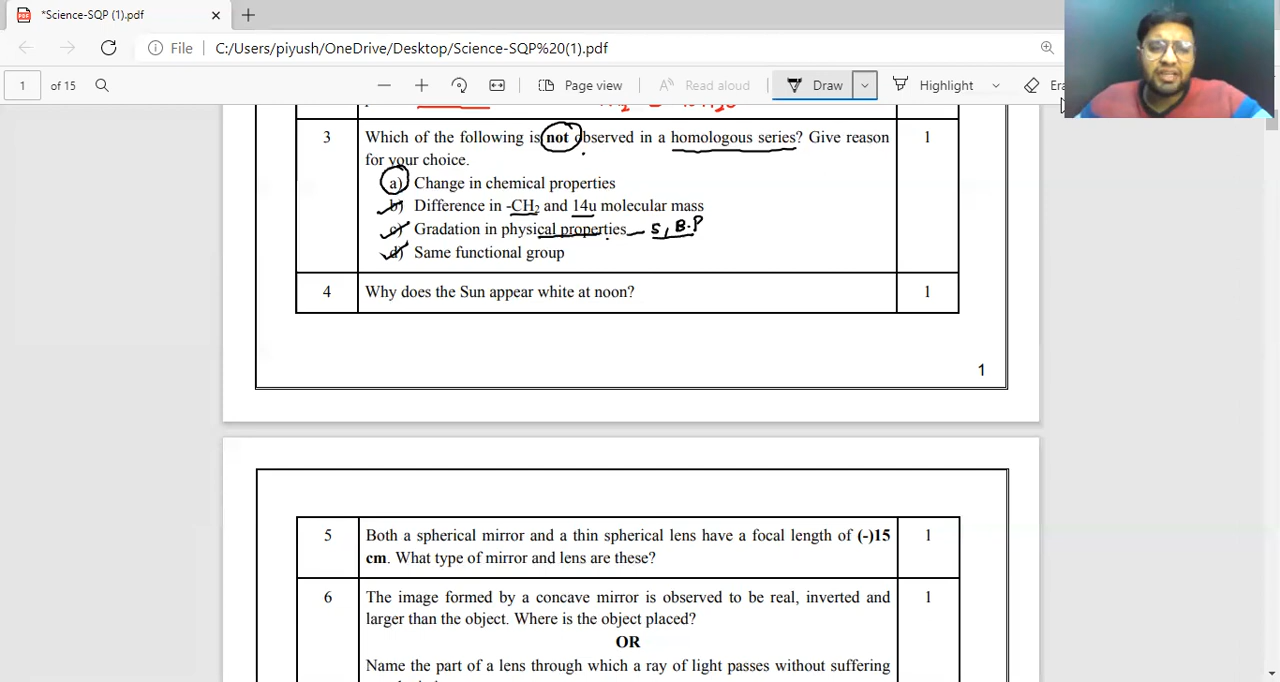 *Science-SQP (1).pdf
File C:/Users/piyush/OneDrive/Desktop/Science-SQP%20(1).pdf
1 of 15 Page view Read aloud Draw Highlight
3 Which of the following is not observed in a homologous series? Give reason 1
for your choice.
a) Change in chemical properties
b) Difference in -CH2 and 14u molecular mass
c) Gradation in physical properties S, B.P
d) Same functional group
4 Why does the Sun appear white at noon? 1
1
5 Both a spherical mirror and a thin spherical lens have a focal length of (-)15 1
cm. What type of mirror and lens are these?
6 The image formed by a concave mirror is observed to be real, inverted and 1
larger than the object. Where is the object placed?
OR
Name the part of a lens through which a ray of light passes without suffering